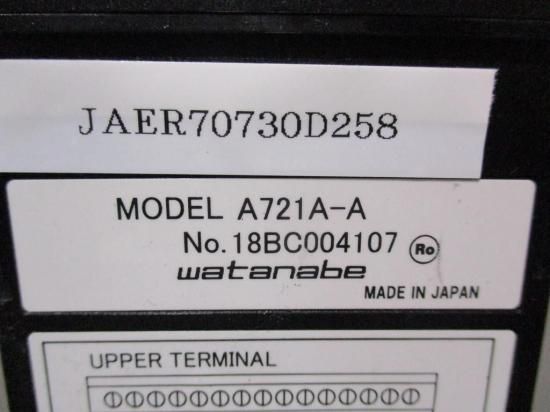 JAER70730D258
MODEL A721A-A
No.18BC004107 Ro
watanabe
MADE IN JAPAN
UPPER TERMINAL